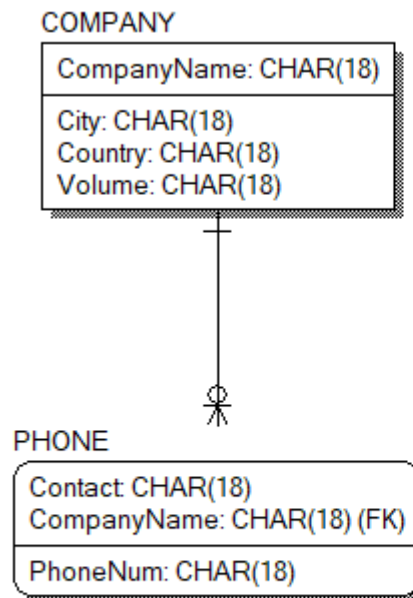 COMPANY
CompanyName: CHAR(18)
City: CHAR(18)
Country: CHAR(18)
Volume: CHAR(18)
PHONE
Contact: CHAR(18)
CompanyName: CHAR(18) (FK)
PhoneNum: CHAR(18)